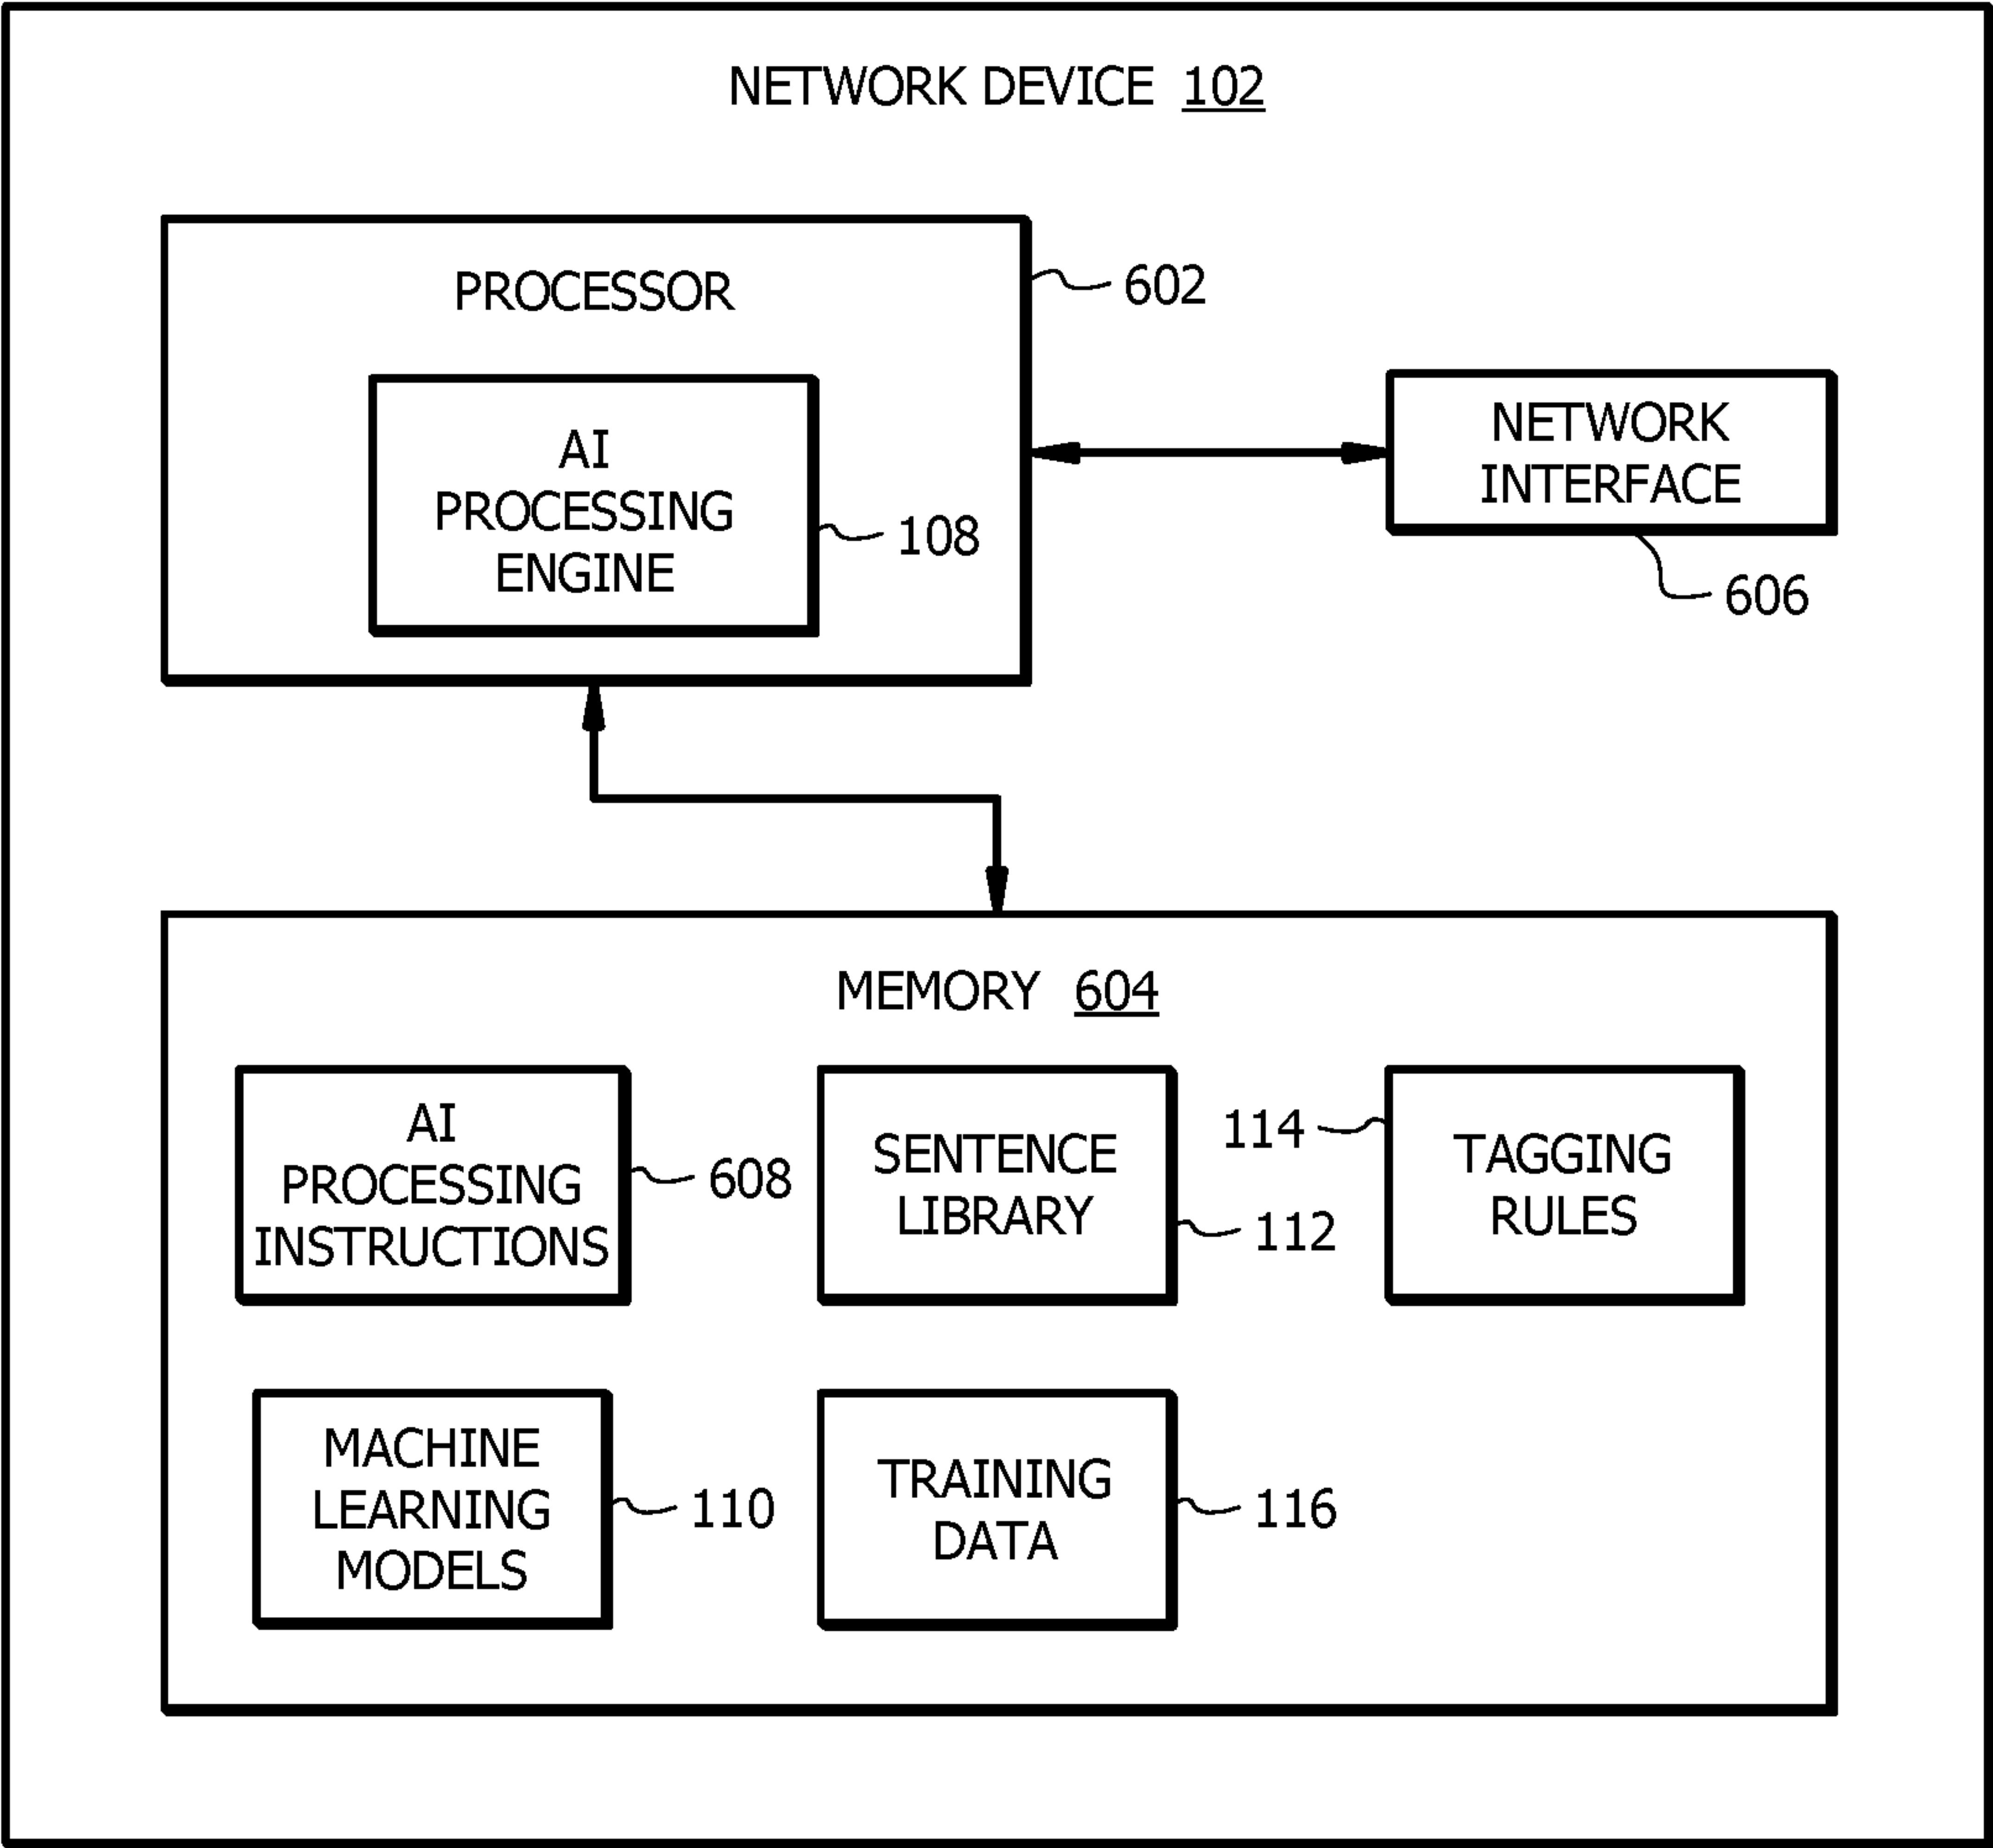 NETWORK DEVICE 102
PROCESSOR
602
AI
PROCESSING
ENGINE
108
NETWORK
INTERFACE
606
MEMORY 604
AI
PROCESSING
INSTRUCTIONS
608
SENTENCE
LIBRARY
112
114
TAGGING
RULES
MACHINE
LEARNING
MODELS
110
TRAINING
DATA
116